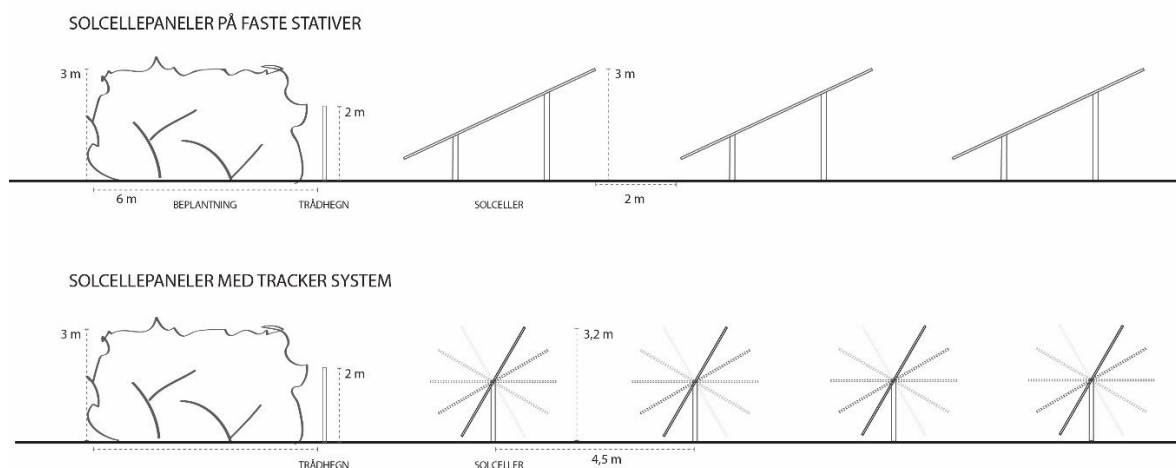 SOLCELLEPANELER PÅ FASTE STATIVER
3 m
2 m
3 m
6 m
BEPLANTNING
TRÅDHEGN
SOLCELLER
2 m
SOLCELLEPANELER MED TRACKER SYSTEM
3 m
2 m
3,2 m
TRÅDHEGN
SOLCELLER
4,5 m